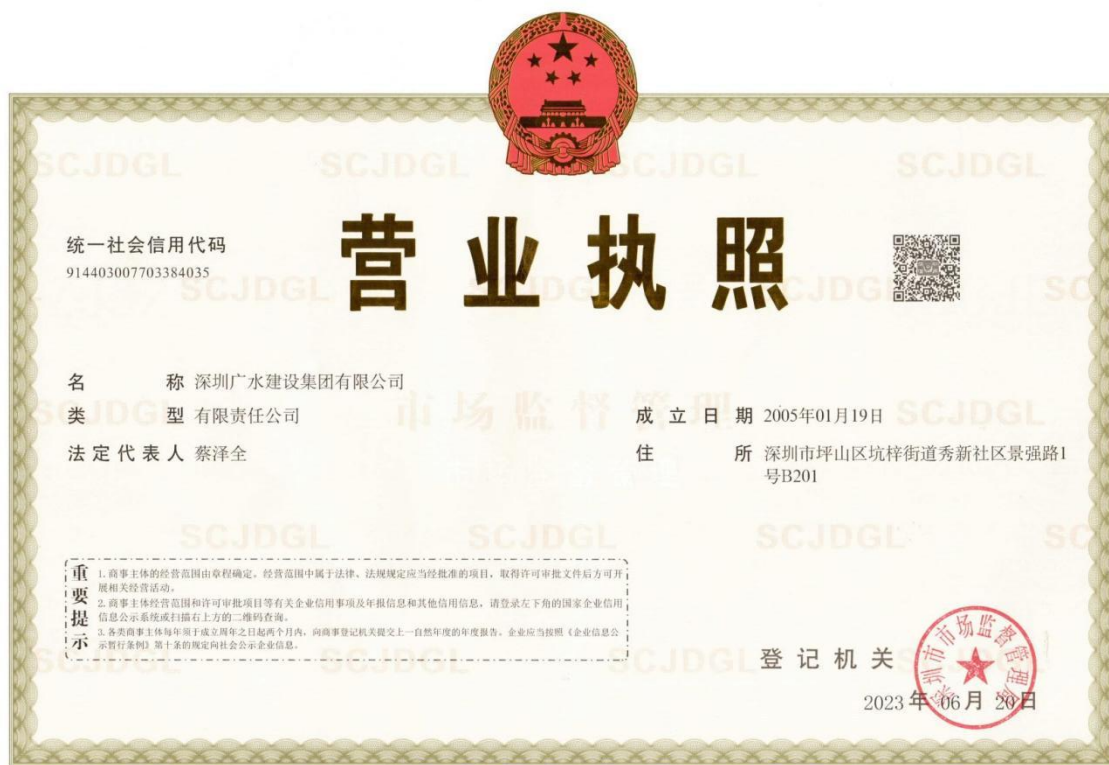 营业执照
统一社会信用代码
914403007703384035
名称 深圳广水建设集团有限公司
类型 有限责任公司
法定代表人 蔡泽全
成立日期 2005年01月19日
住所 深圳市坪山区坑梓街道秀新社区景强路1
号B201
重要提示
1.商事主体的经营范围由章程确定。经营范围中属于法律、法规规定应当经批准的项目,取得许可审批文件后方可开
展相关经营活动。
2.商事主体经营范围和许可审批项目等有关企业信用事项及年报信息和其他信用信息,请登录左下角的国家企业信用
信息公示系统或扫描右上方的二维码查询。
3.各类商事主体每年须于成立周年之日起两个月内,向商事登记机关提交上一自然年度的年度报告。企业应当按照《企业信息公
示暂行条例》第十条的规定向社会公示企业信息。
登记机关
深圳市市场监督管理局
2023年06月20日
市场监督管理
SCJDGL